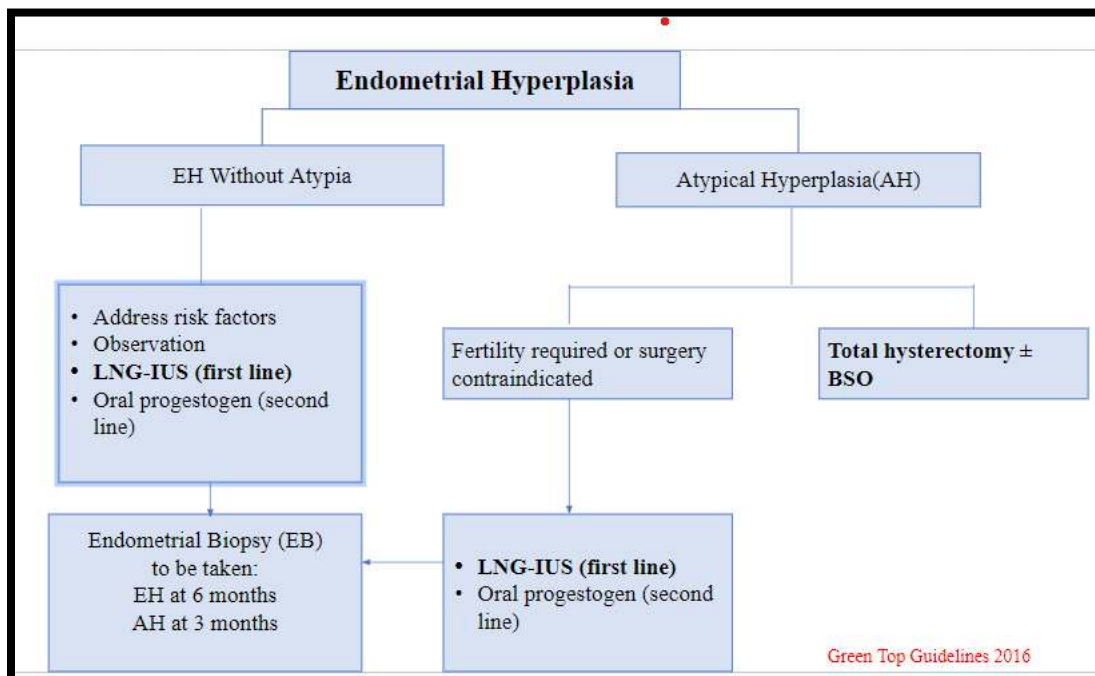 Endometrial Hyperplasia
EH Without Atypia
Atypical Hyperplasia(AH)
• Address risk factors
• Observation
• LNG-IUS (first line)
• Oral progestogen (second
line)
Fertility required or surgery
contraindicated
Total hysterectomy ±
BSO
Endometrial Biopsy (EB)
to be taken:
EH at 6 months
AH at 3 months
• LNG-IUS (first line)
• Oral progestogen (second
line)
Green Top Guidelines 2016